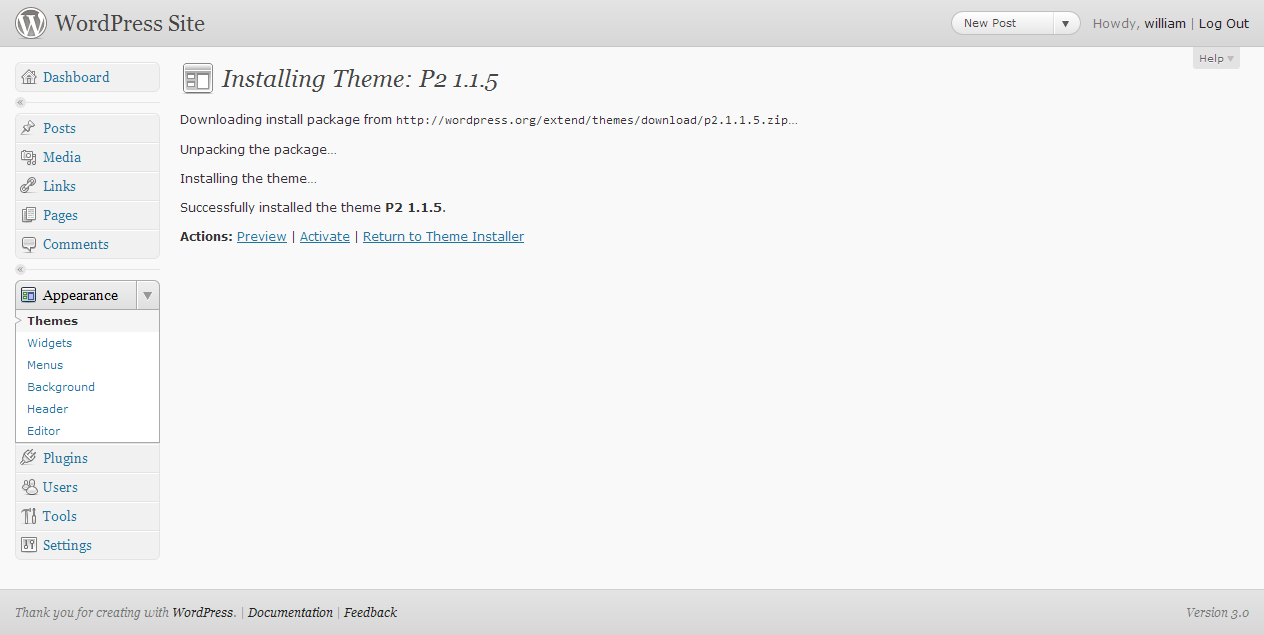 WordPress Site
New Post
Howdy, william | Log Out
Help
Dashboard
Posts
Media
Links
Pages
Comments
Appearance
Themes
Widgets
Menus
Background
Header
Editor
Plugins
Users
Tools
Settings
Installing Theme: P2 1.1.5
Downloading install package from http://wordpress.org/extend/themes/download/p2.1.1.5.zip…
Unpacking the package…
Installing the theme…
Successfully installed the theme P2 1.1.5.
Actions: Preview | Activate | Return to Theme Installer
Thank you for creating with WordPress. | Documentation | Feedback
Version 3.0